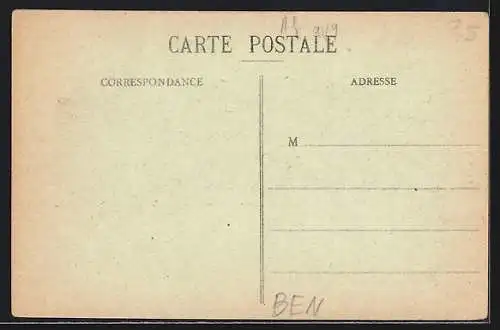 CARTE POSTALE
CORRESPONDANCE
ADRESSE
M
BEN